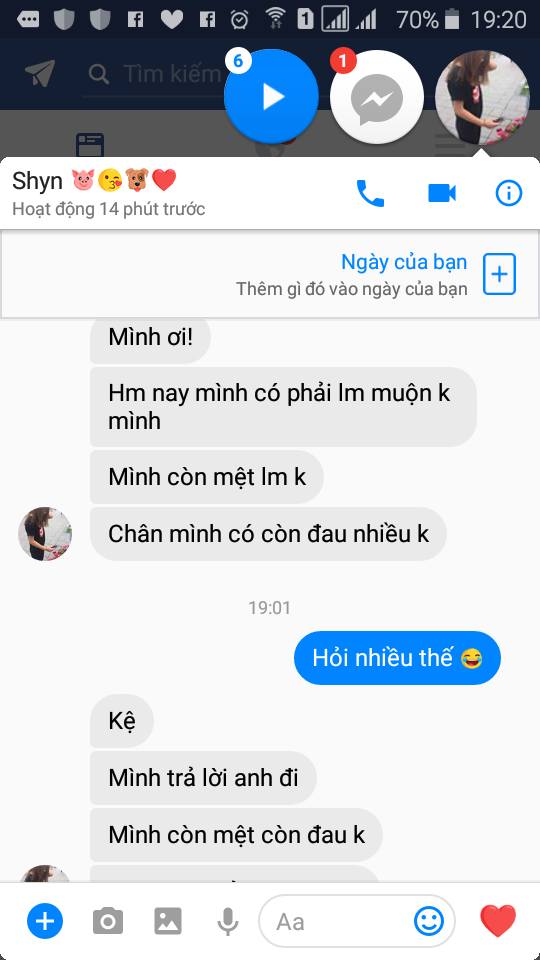 1
70%
19:20
Tìm kiếm
6
1
Shyn 🐷😘🐻❤️
Hoạt động 14 phút trước
Ngày của bạn
Thêm gì đó vào ngày của bạn
Mình ơi!
Hm nay mình có phải lm muộn k
mình
Mình còn mệt lm k
Chân mình có còn đau nhiều k
19:01
Hỏi nhiều thế 😂
Kệ
Mình trả lời anh đi
Mình còn mệt còn đau k
Aa